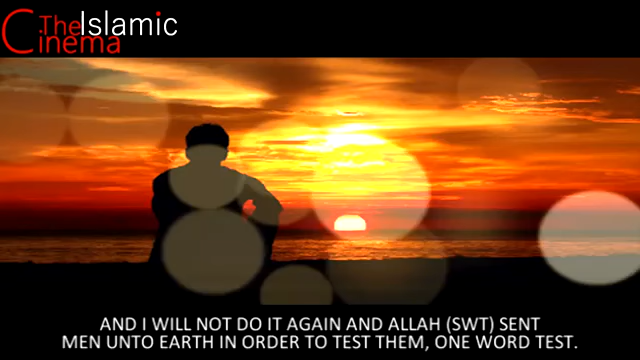 The Islamic
Cinema
AND I WILL NOT DO IT AGAIN AND ALLAH (SWT) SENT
MEN UNTO EARTH IN ORDER TO TEST THEM, ONE WORD TEST.